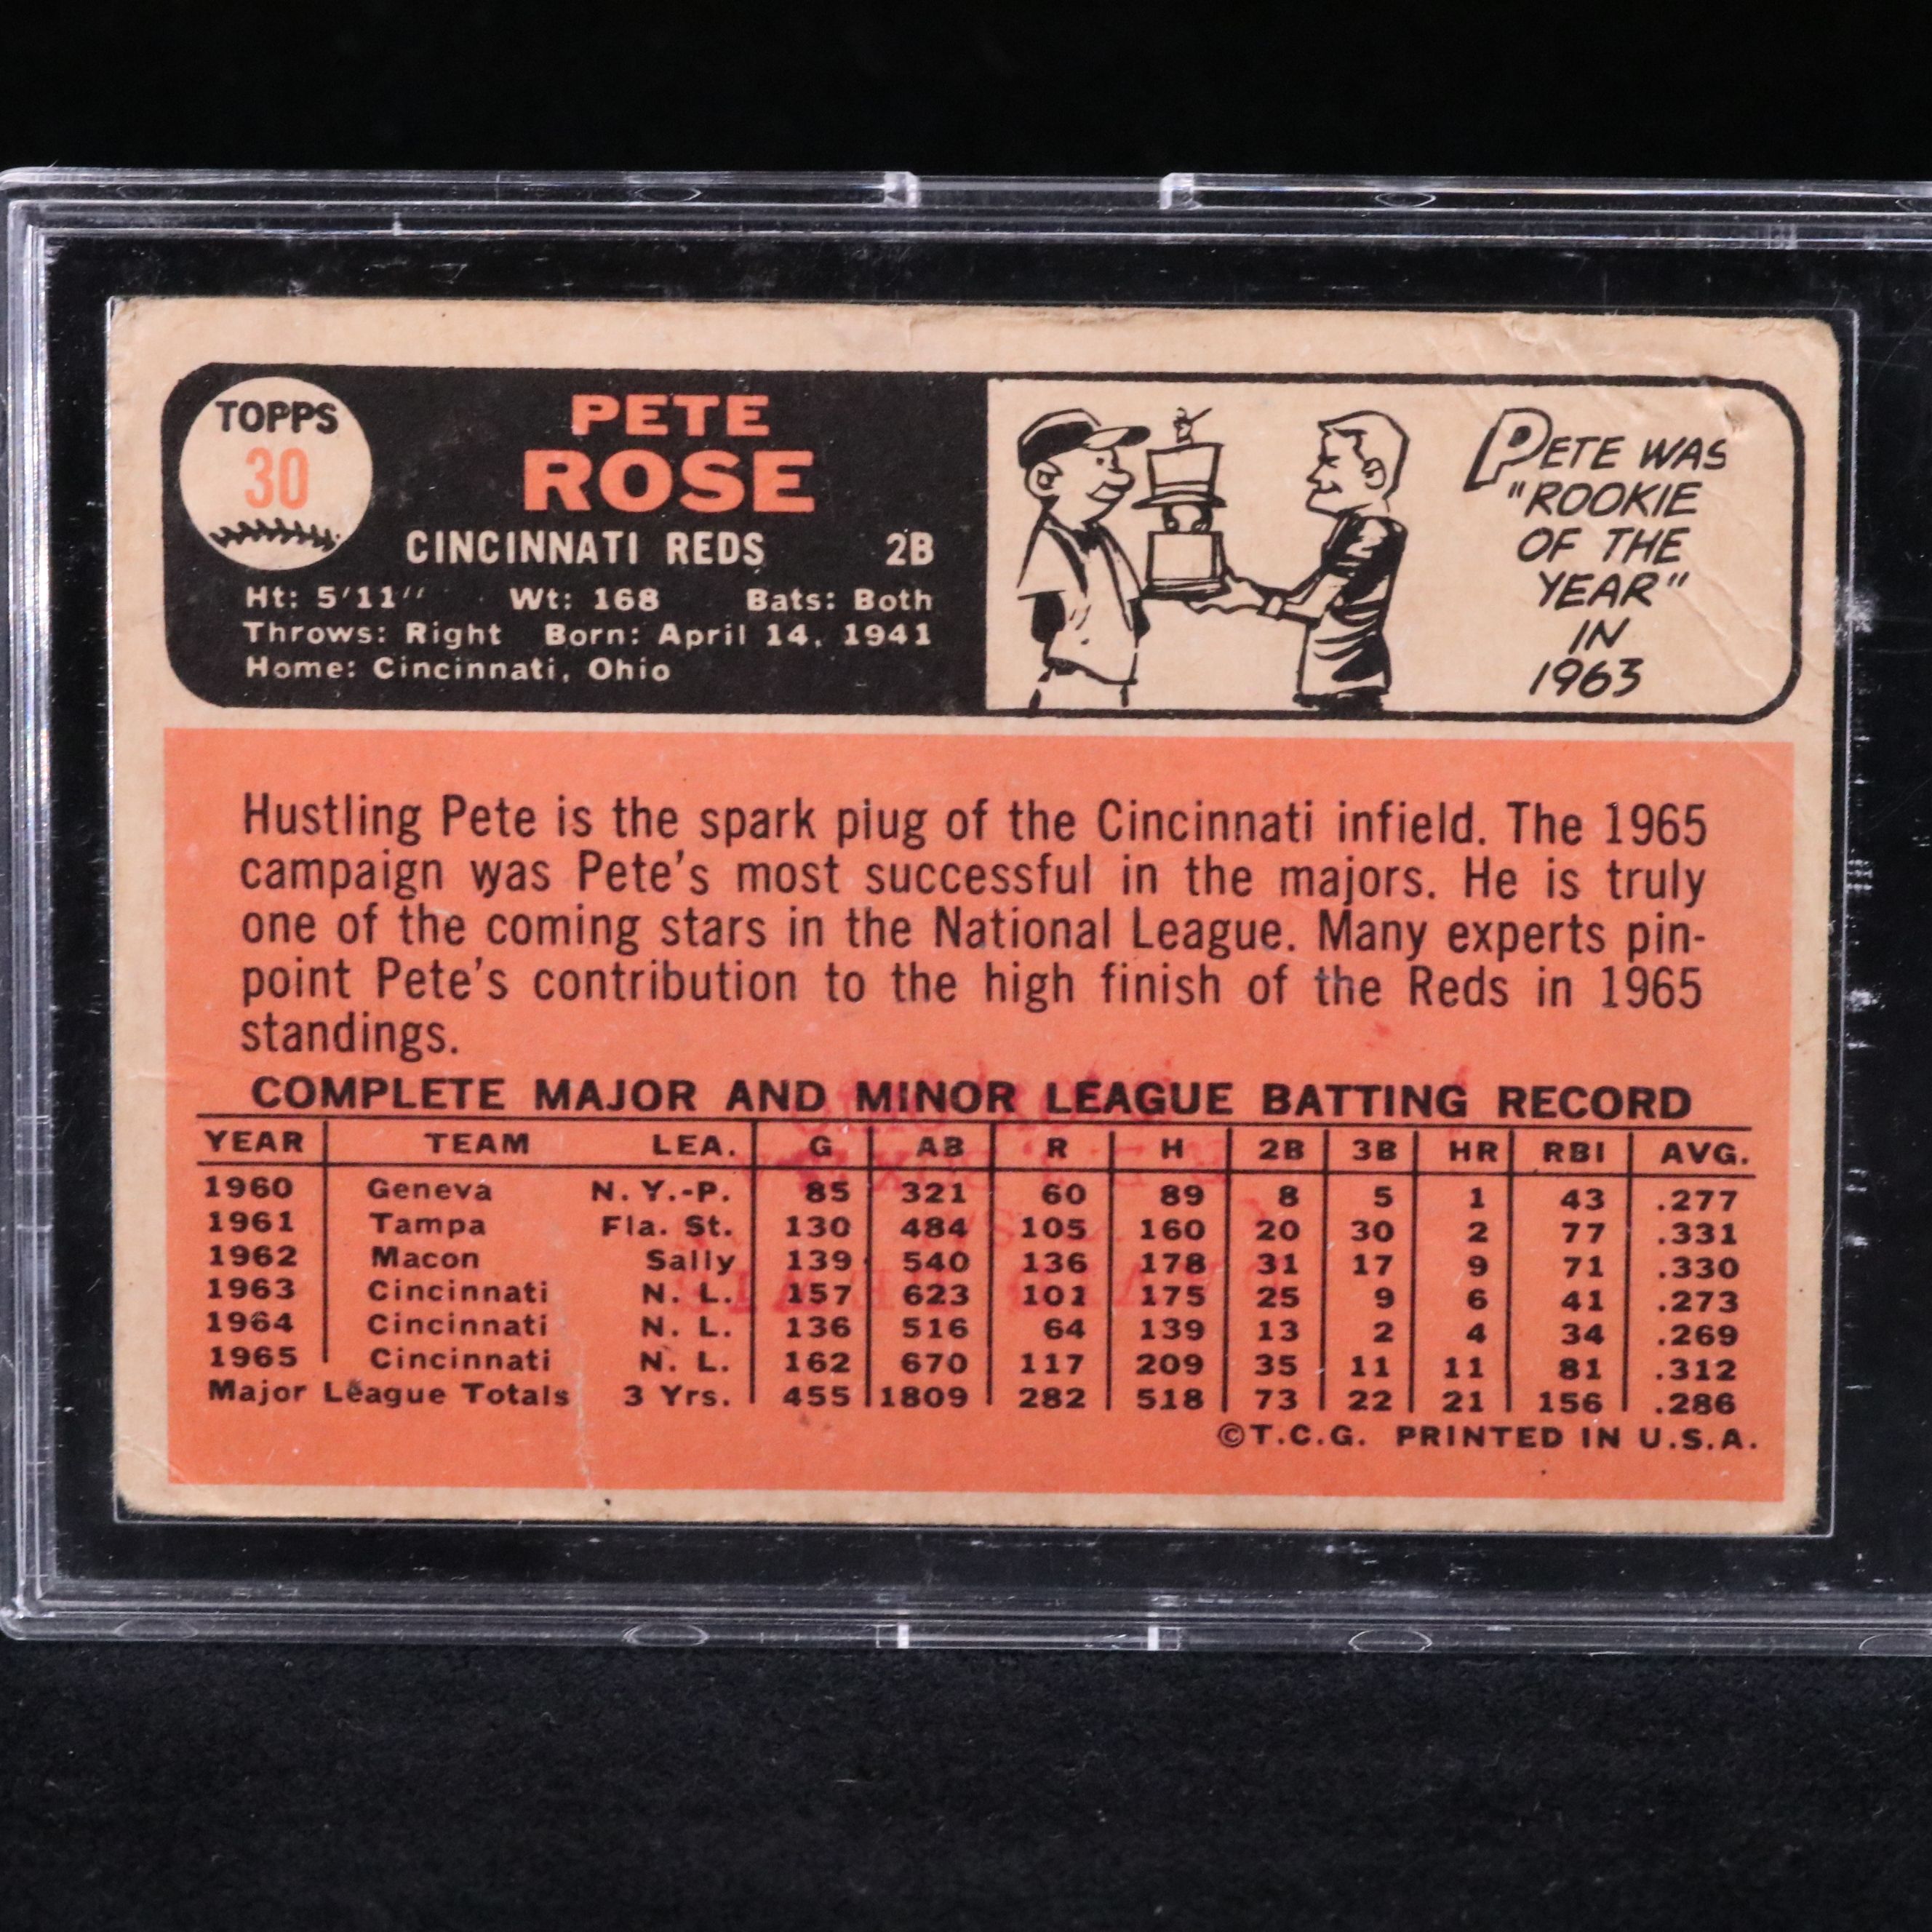 TOPPS
30
PETE
ROSE
CINCINNATI REDS 2B
Ht: 5'11" Wt: 168 Bats: Both
Throws: Right Born: April 14, 1941
Home: Cincinnati, Ohio
PETE WAS
"ROOKIE
OF THE
YEAR"
IN
1963
Hustling Pete is the spark plug of the Cincinnati infield. The 1965
campaign was Pete's most successful in the majors. He is truly
one of the coming stars in the National League. Many experts pin-
point Pete's contribution to the high finish of the Reds in 1965
standings.
COMPLETE MAJOR AND MINOR LEAGUE BATTING RECORD
YEAR TEAM LEA. G AB R H 2B 3B HR RBI AVG.
1960 Geneva N. Y.-P. 85 321 60 89 8 5 1 43 .277
1961 Tampa Fla. St. 130 484 105 160 20 30 2 77 .331
1962 Macon Sally 139 540 136 178 31 17 9 71 .330
1963 Cincinnati N. L. 157 623 101 175 25 9 6 41 .273
1964 Cincinnati N. L. 136 516 64 139 13 2 4 34 .269
1965 Cincinnati N. L. 162 670 117 209 35 11 11 81 .312
Major League Totals 3 Yrs. 455 1809 282 518 73 22 21 156 .286
©T.C.G. PRINTED IN U.S.A.